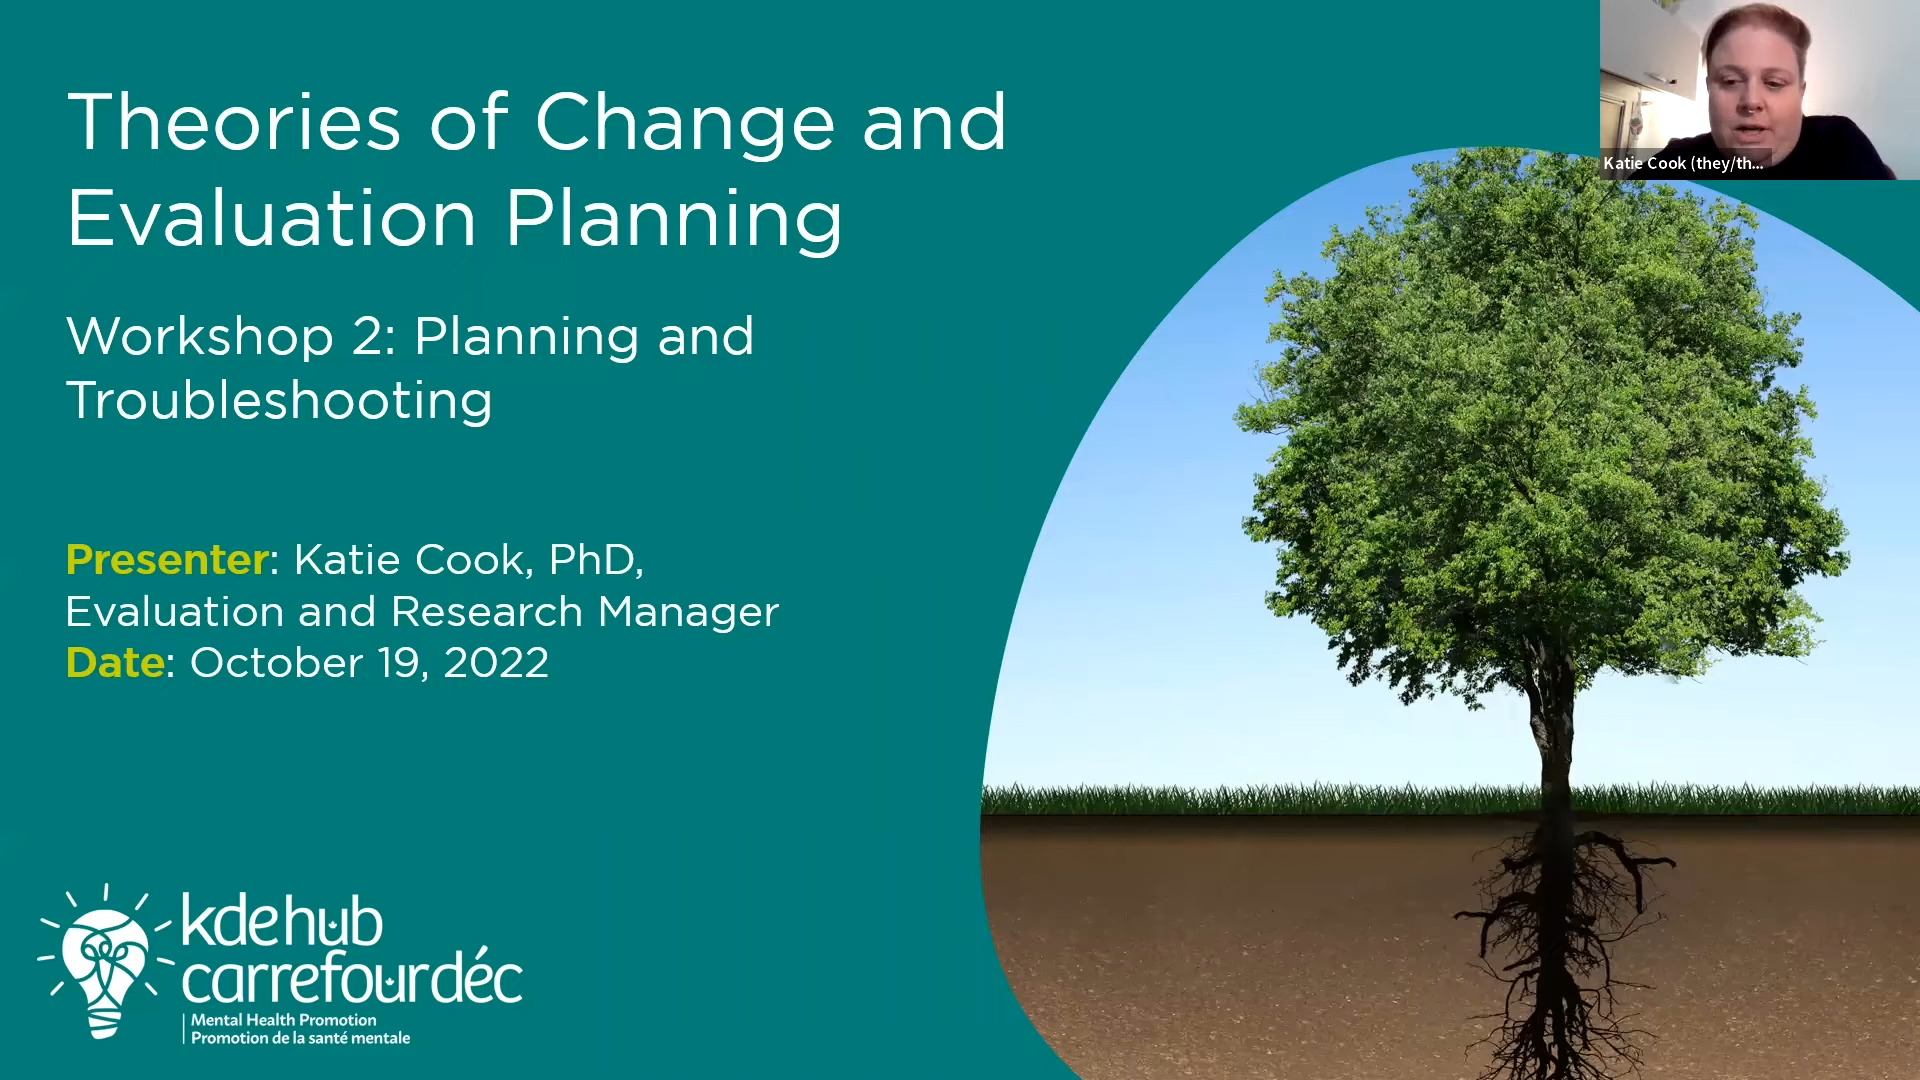 Theories of Change and
Evaluation Planning
Workshop 2: Planning and
Troubleshooting
Presenter: Katie Cook, PhD,
Evaluation and Research Manager
Date: October 19, 2022
kdehub
carrefourdéc
Mental Health Promotion
Promotion de la santé mentale
Katie Cook (they/th...